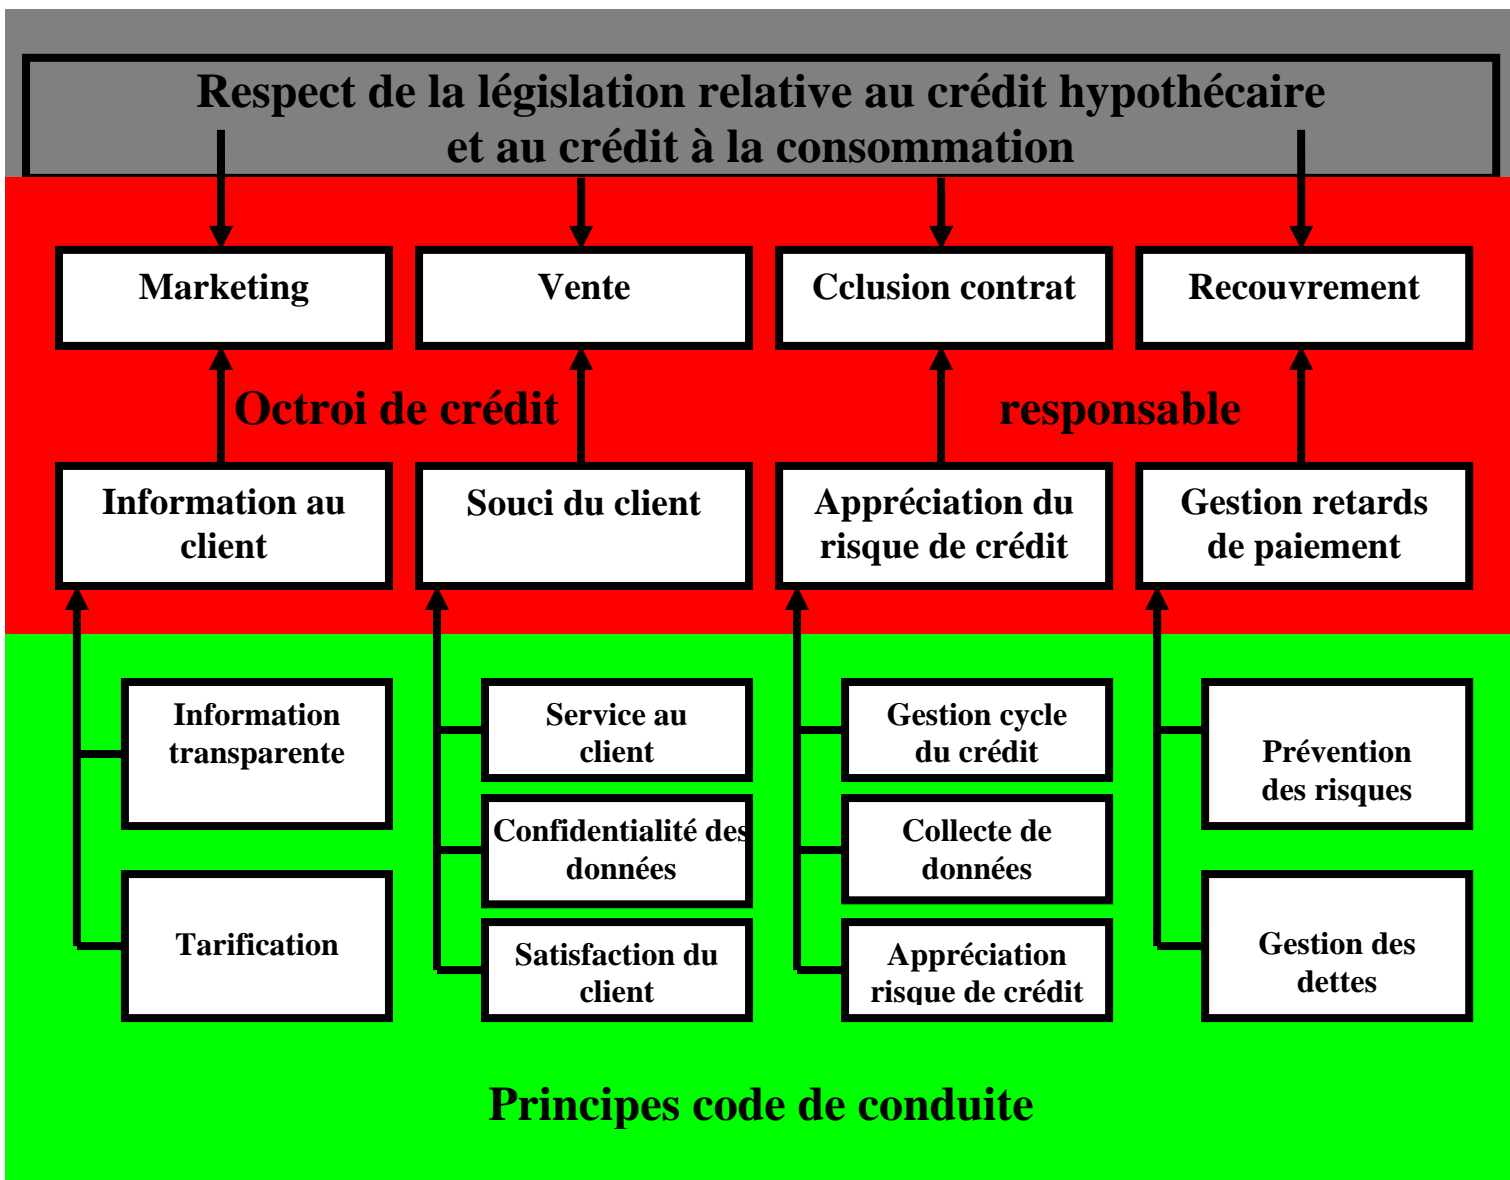 Respect de la législation relative au crédit hypothécaire
et au crédit à la consommation
Marketing
Vente
Cclusion contrat
Recouvrement
Octroi de crédit
responsable
Information au
client
Souci du client
Appréciation du
risque de crédit
Gestion retards
de paiement
Information
transparente
Tarification
Service au
client
Confidentialité des
données
Satisfaction du
client
Gestion cycle
du crédit
Collecte de
données
Appréciation
risque de crédit
Prévention
des risques
Gestion des
dettes
Principes code de conduite